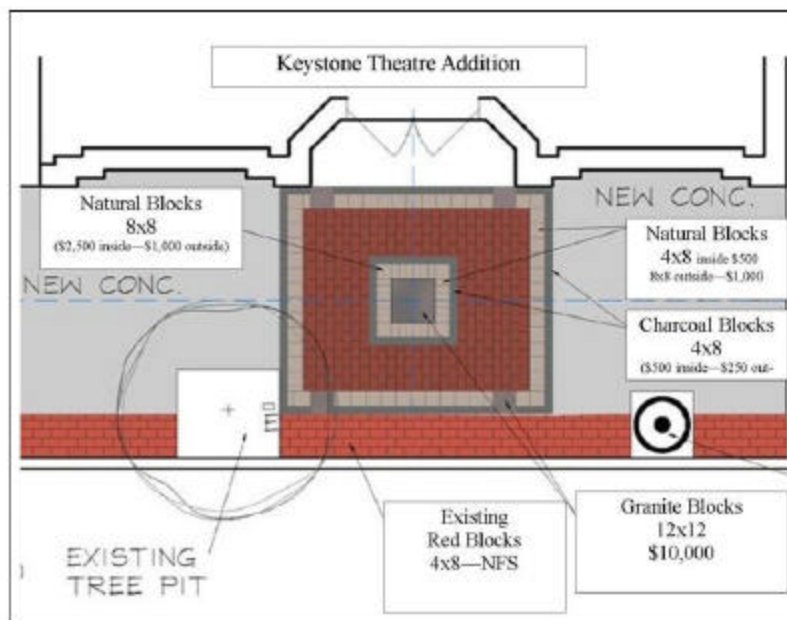 Keystone Theatre Addition
Natural Blocks
8x8
($2,500 inside—$1,000 outside)
NEW CONC.
Natural Blocks
4x8 inside $500
8x8 outside—$1,000
NEW CONC.
Charcoal Blocks
4x8
($500 inside—$250 out-
Existing
Red Blocks
4x8—NFS
Granite Blocks
12x12
$10,000
EXISTING
TREE PIT